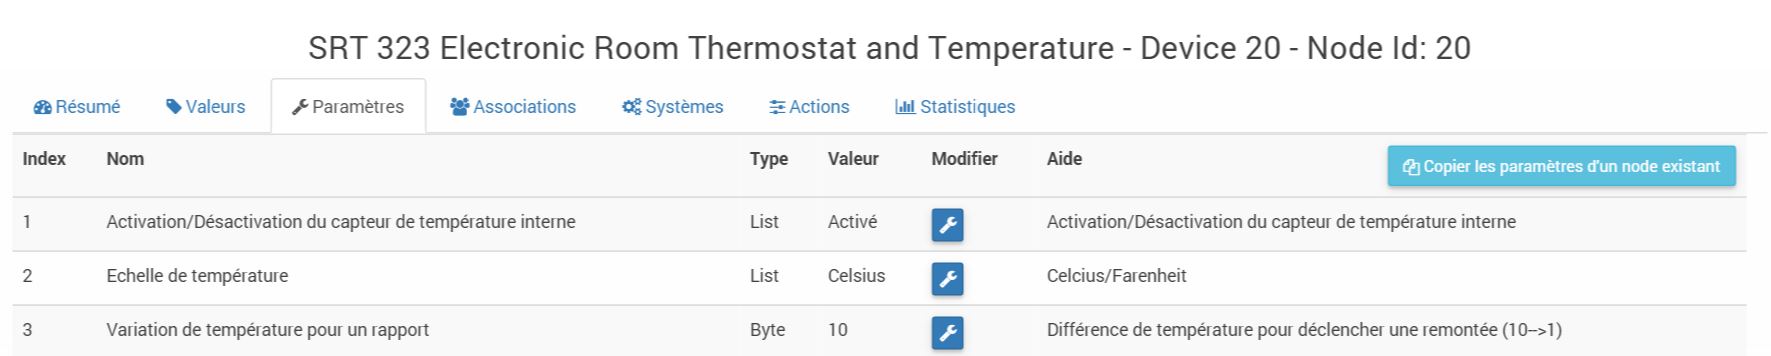 SRT 323 Electronic Room Thermostat and Temperature - Device 20 - Node Id: 20
Résumé Valeurs Paramètres Associations Systèmes Actions Statistiques
Index Nom Type Valeur Modifier Aide Copier les paramètres d'un node existant
1 Activation/Désactivation du capteur de température interne List Activé Activation/Désactivation du capteur de température interne
2 Echelle de température List Celsius Celcius/Farenheit
3 Variation de température pour un rapport Byte 10 Différence de température pour déclencher une remontée (10-->1)